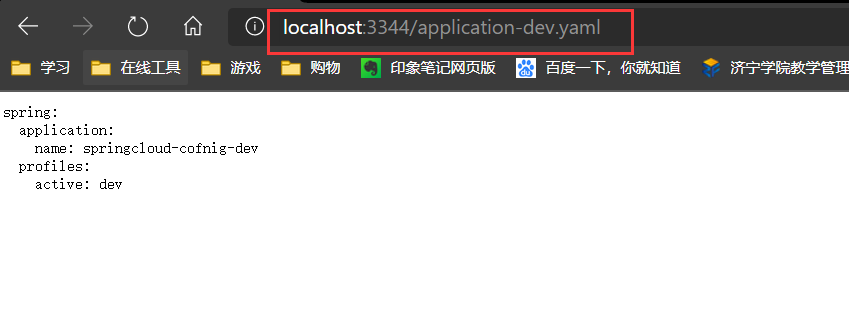 localhost:3344/application-dev.yaml
学习 在线工具 游戏 购物 印象笔记网页版 百度一下，你就知道 济宁学院教学管理
spring:
  application:
    name: springcloud-cofnig-dev
  profiles:
    active: dev